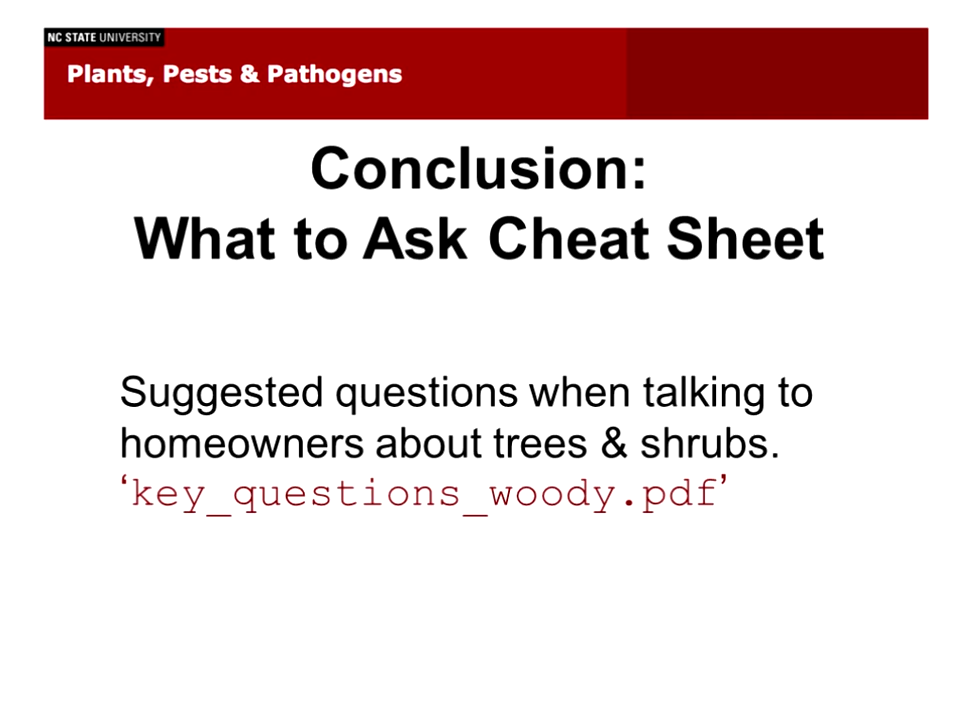 NC STATE UNIVERSITY
Plants, Pests & Pathogens
Conclusion:
What to Ask Cheat Sheet
Suggested questions when talking to
homeowners about trees & shrubs.
‘key_questions_woody.pdf’